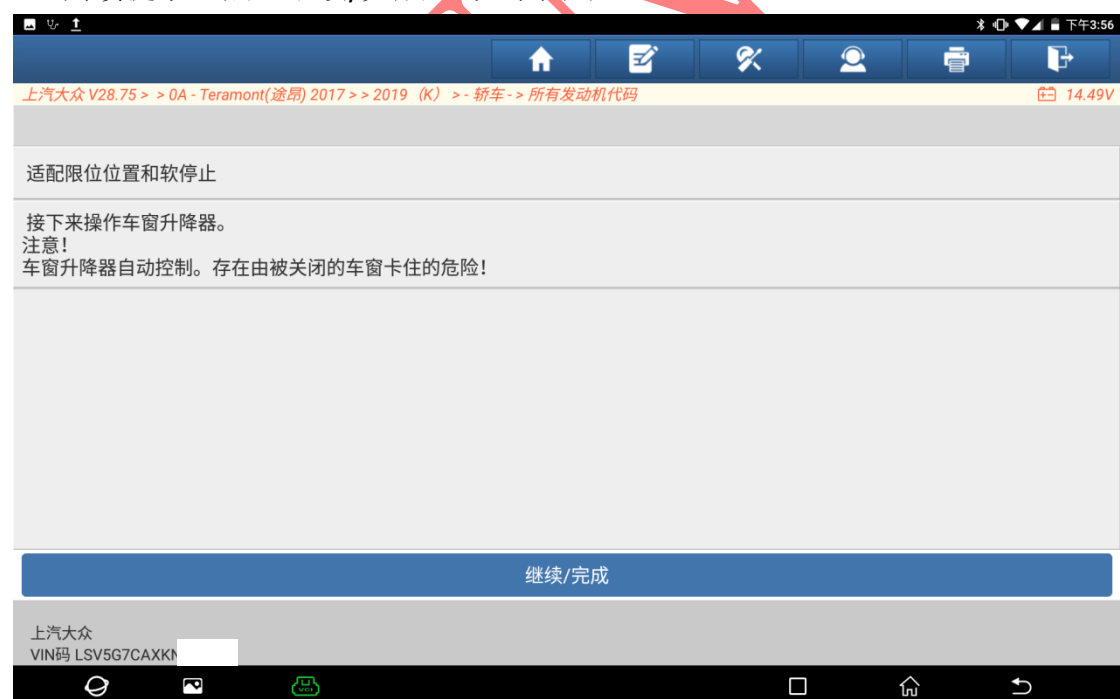 下午3:56
上汽大众 V28.75 > > 0A - Teramont(途昂) 2017 > > 2019 （K） > - 轿车 - > 所有发动机代码
14.49V
适配限位位置和软停止
接下来操作车窗升降器。
注意！
车窗升降器自动控制。存在由被关闭的车窗卡住的危险！
继续/完成
上汽大众
VIN码 LSV5G7CAXKN
VCI